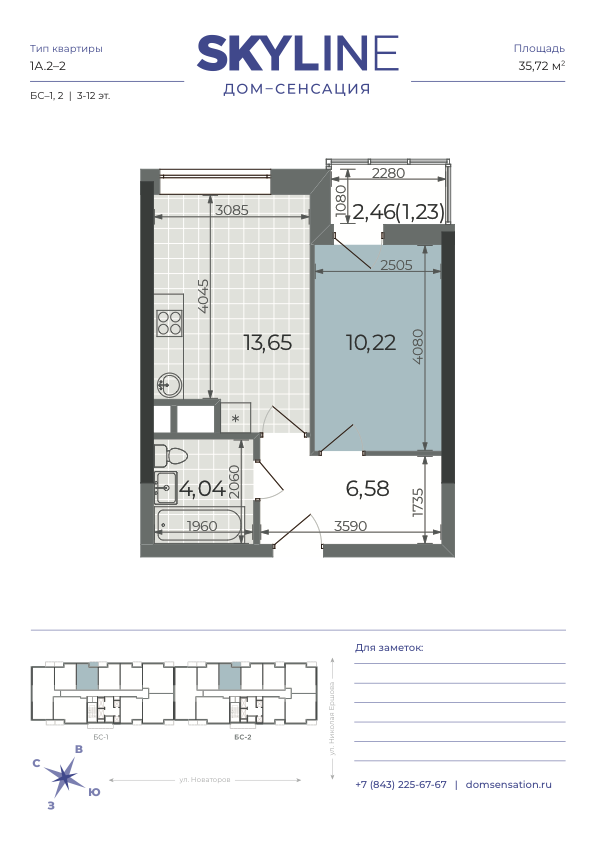 Тип квартиры
1А.2–2
БС–1, 2 | 3-12 эт.
SKYLINE
ДОМ–СЕНСАЦИЯ
Площадь
35,72 м²
2280
1080
2,46(1,23)
3085
2505
4045
13,65
10,22
4080
*
4,04
2060
6,58
1735
1960
3590
Для заметок:
БС-1
БС-2
ул. Николая Ершова
ул. Новаторов
В
С
Ю
З
+7 (843) 225-67-67 | domsensation.ru